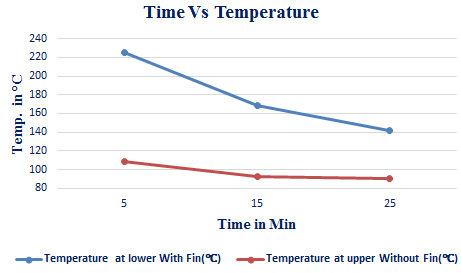 Time Vs Temperature
Temp. in °C
240
220
200
180
160
140
120
100
80
5 15 25
Time in Min
Temperature at lower With Fin(℃) Temperature at upper Without Fin(℃)